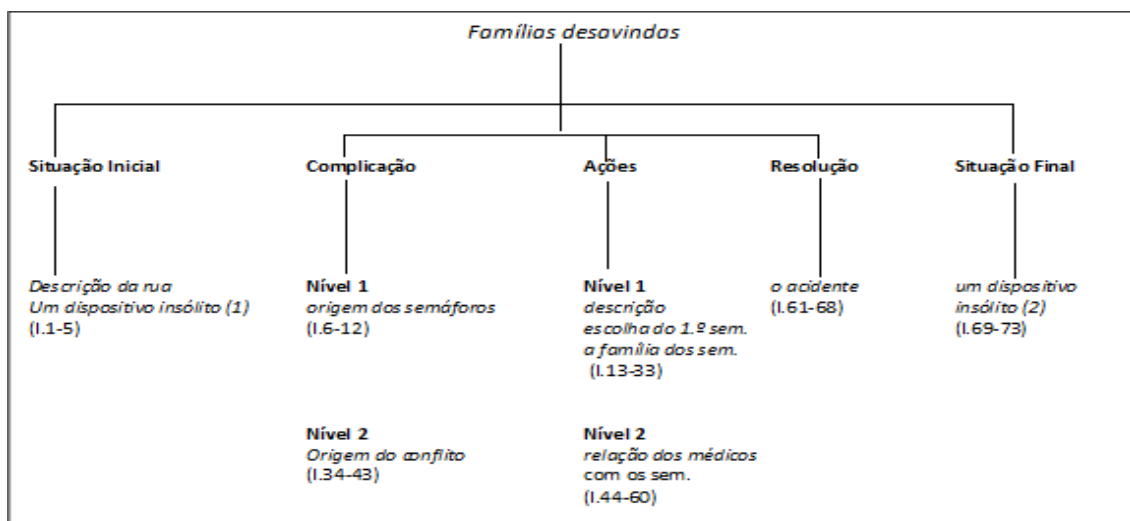 Famílias desavindas
Situação Inicial
Complicação
Ações
Resolução
Situação Final
Descrição da rua
Um dispositivo insólito (1)
(l.1-5)
Nível 1
origem dos semáforos
(l.6-12)
Nível 1
descrição
escolha do 1.º sem.
a família dos sem.
(l.13-33)
o acidente
(l.61-68)
um dispositivo
insólito (2)
(l.69-73)
Nível 2
Origem do conflito
(l.34-43)
Nível 2
relação dos médicos
com os sem.
(l.44-60)